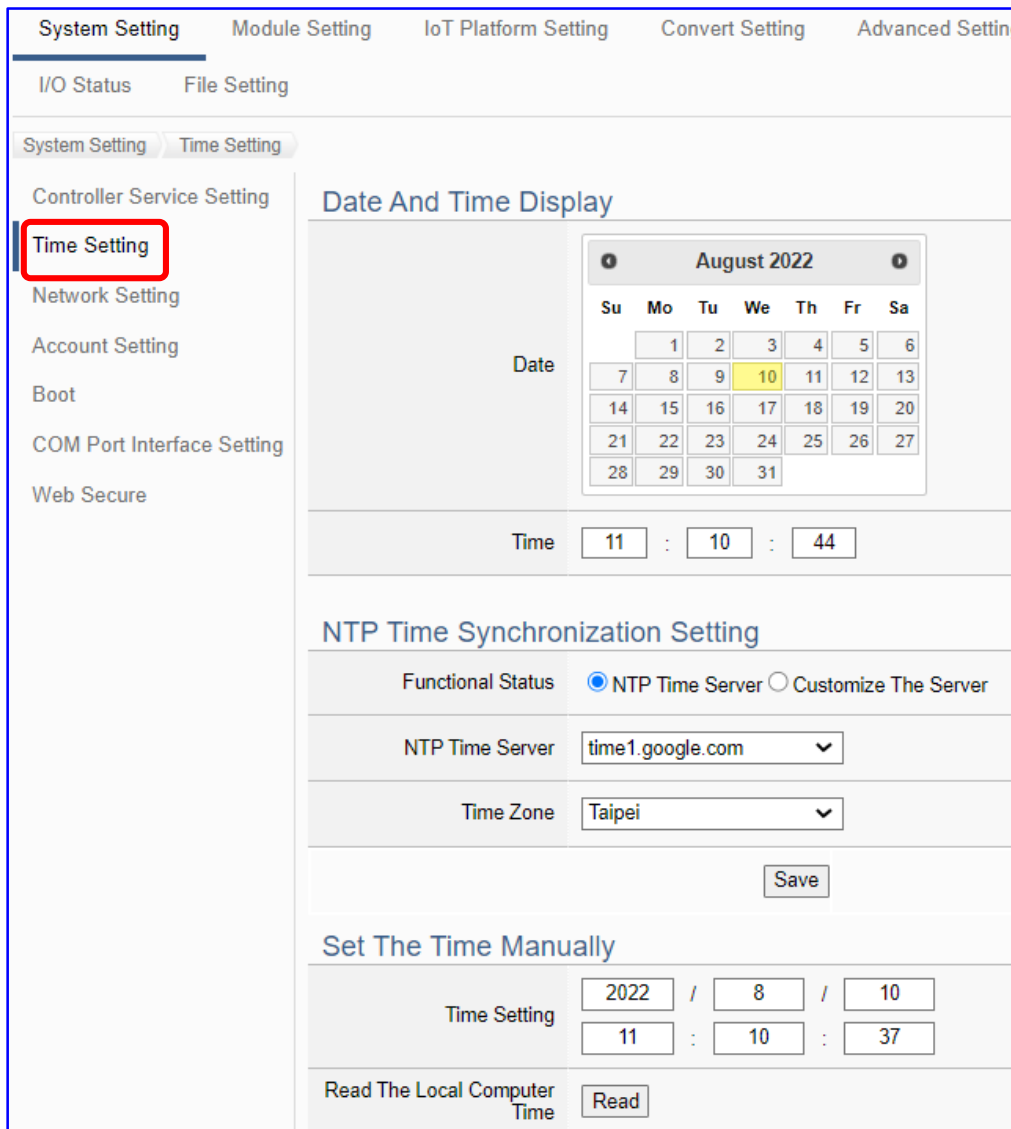 System Setting Module Setting IoT Platform Setting Convert Setting Advanced Settin
I/O Status File Setting
System Setting Time Setting
Controller Service Setting
Time Setting
Network Setting
Account Setting
Boot
COM Port Interface Setting
Web Secure
Date And Time Display
Date
August 2022
Su Mo Tu We Th Fr Sa
1 2 3 4 5 6
7 8 9 10 11 12 13
14 15 16 17 18 19 20
21 22 23 24 25 26 27
28 29 30 31
Time 11 : 10 : 44
NTP Time Synchronization Setting
Functional Status NTP Time Server Customize The Server
NTP Time Server time1.google.com
Time Zone Taipei
Save
Set The Time Manually
Time Setting
2022 / 8 / 10
11 : 10 : 37
Read The Local Computer
Time
Read